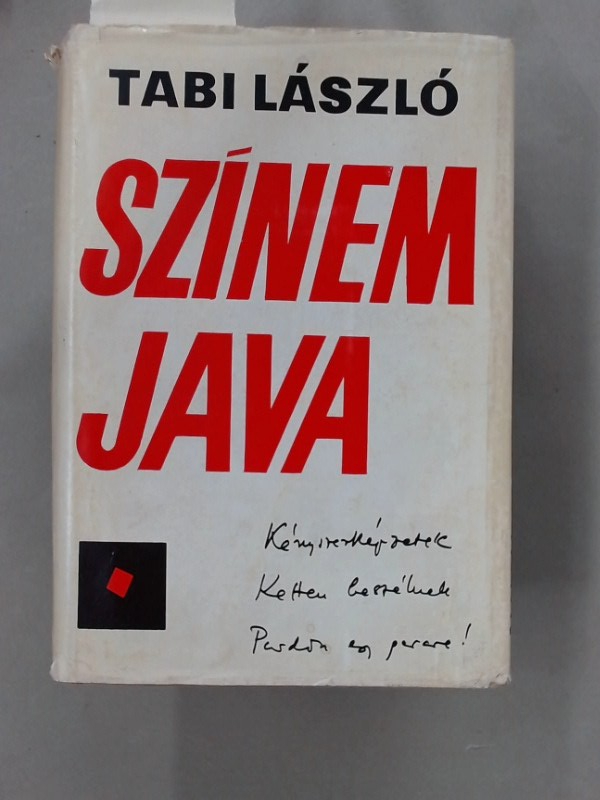 TABI LÁSZLÓ
SZÍNEM
JAVA
Kényszerképzetek
Ketten beszélnek
Pardon egy percre!